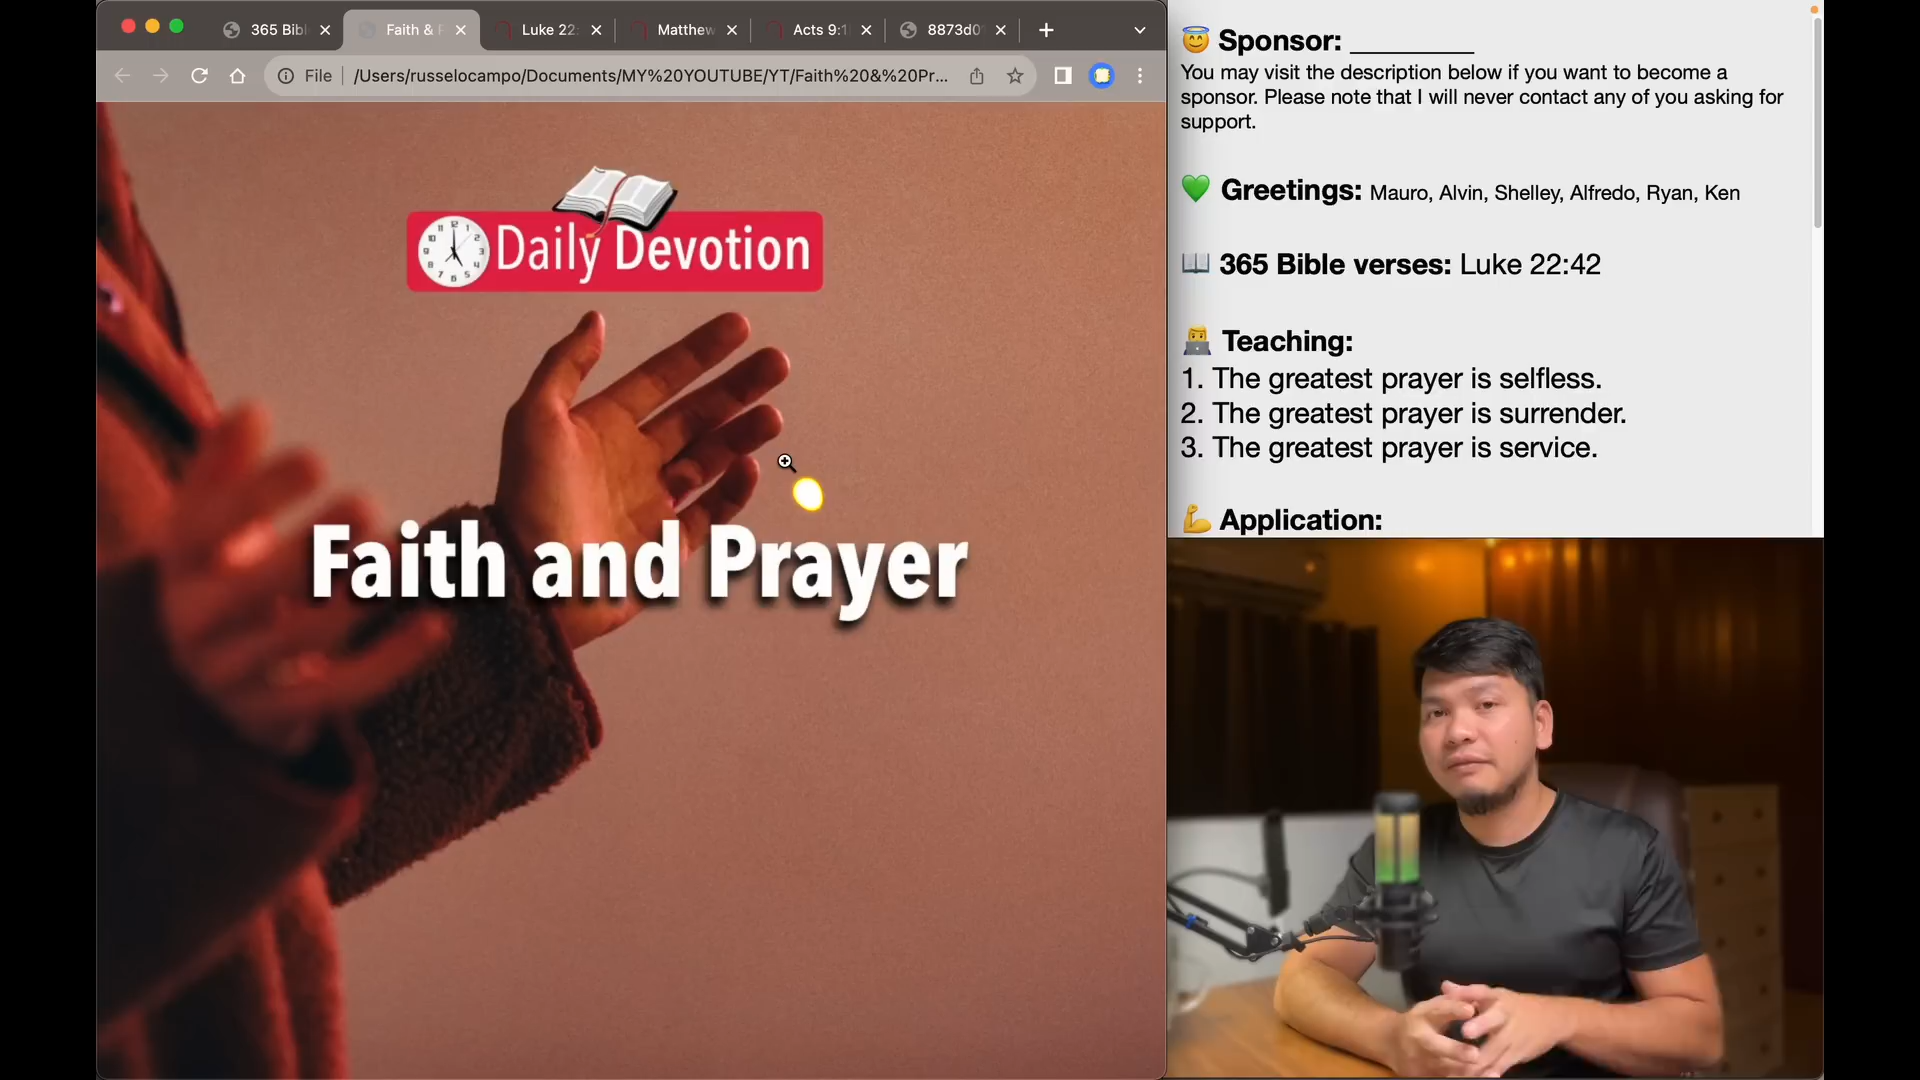 365 Bibl
Faith & P
Luke 22:
Matthew
Acts 9:1
8873d0
File
/Users/russelocampo/Documents/MY%20YOUTUBE/YT/Faith%20&%20Pr...
Daily Devotion
Faith and Prayer
😇 Sponsor: __________
You may visit the description below if you want to become a
sponsor. Please note that I will never contact any of you asking for
support.
💚 Greetings: Mauro, Alvin, Shelley, Alfredo, Ryan, Ken
📖 365 Bible verses: Luke 22:42
👨‍💻 Teaching:
1. The greatest prayer is selfless.
2. The greatest prayer is surrender.
3. The greatest prayer is service.
💪 Application: